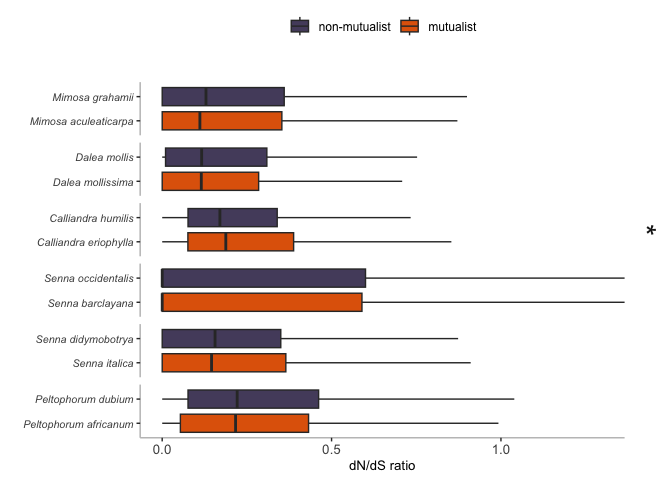 non-mutualist mutualist
Mimosa grahamii
Mimosa aculeaticarpa
Dalea mollis
Dalea mollissima
Calliandra humilis
*
Calliandra eriophylla
Senna occidentalis
Senna barclayana
Senna didymobotrya
Senna italica
Peltophorum dubium
Peltophorum africanum
0.0 0.5 1.0
dN/dS ratio